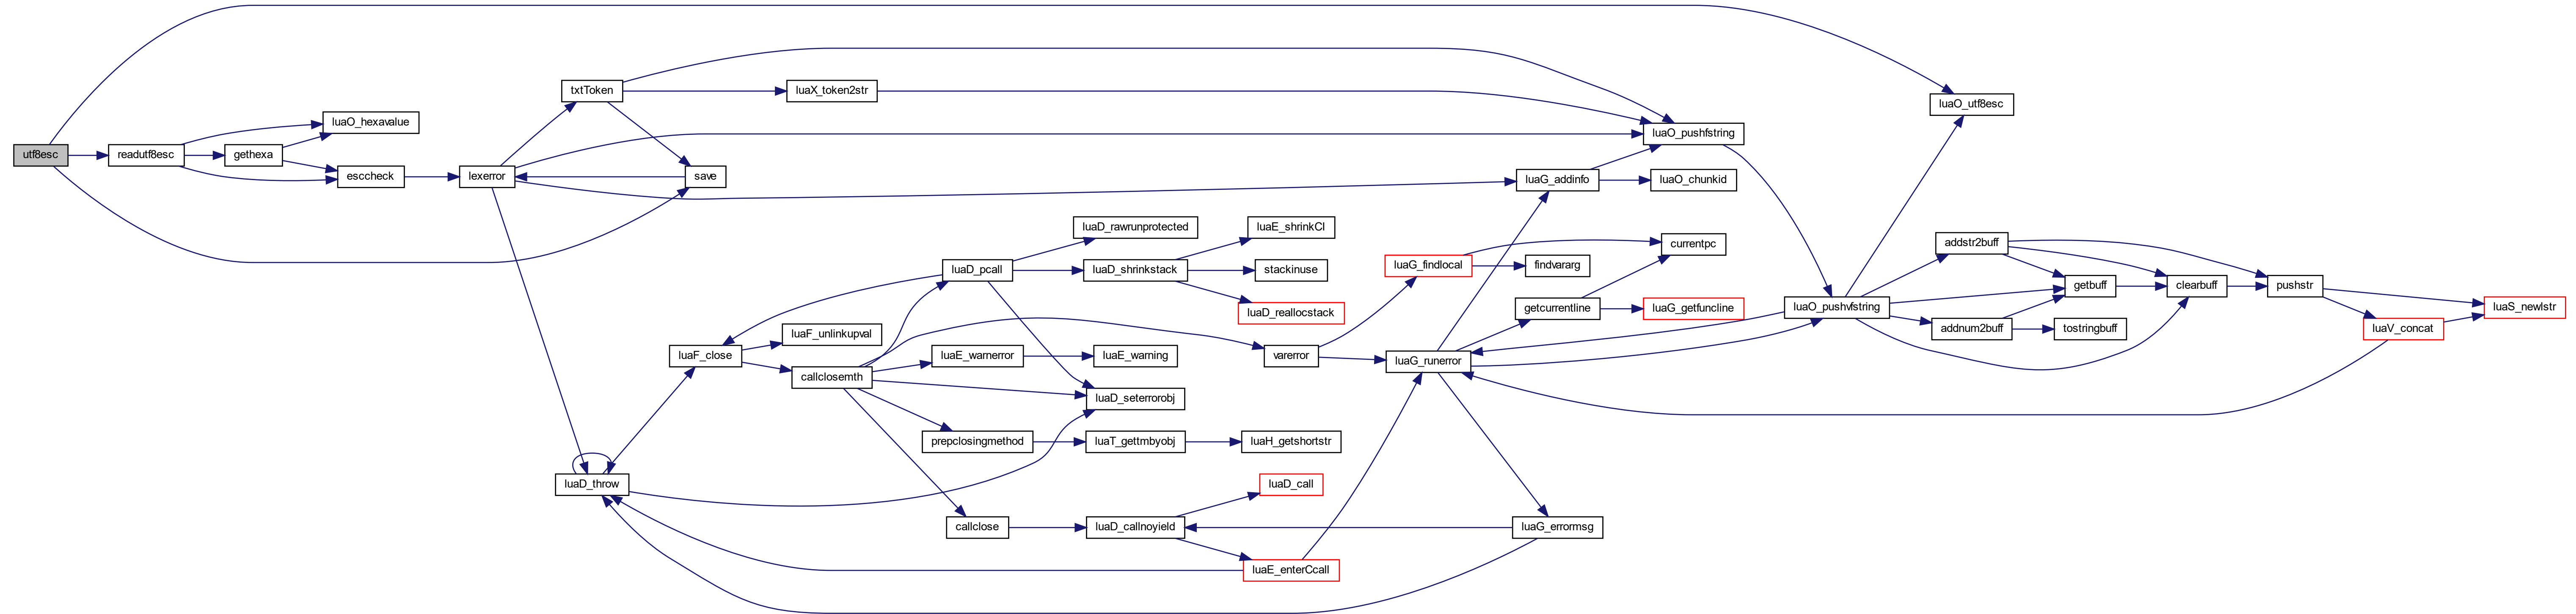 utf8esc
readutf8esc
luaO_hexavalue
gethexa
esccheck
lexerror
txtToken
luaX_token2str
save
luaO_pushfstring
luaO_utf8esc
luaG_addinfo
luaO_chunkid
luaD_rawrunprotected
luaE_shrinkCI
luaD_pcall
luaD_shrinkstack
stackinuse
luaD_reallocstack
luaG_findlocal
currentpc
findvararg
getcurrentline
luaG_getfuncline
luaO_pushvfstring
addstr2buff
getbuff
clearbuff
pushstr
luaS_newlstr
addnum2buff
tostringbuff
luaV_concat
luaF_unlinkupval
luaF_close
callclosemth
luaE_warnerror
luaE_warning
varerror
luaG_runerror
luaD_seterrorobj
prepclosingmethod
luaT_gettmbyobj
luaH_getshortstr
luaD_throw
luaD_call
callclose
luaD_callnoyield
luaG_errormsg
luaE_enterCcall